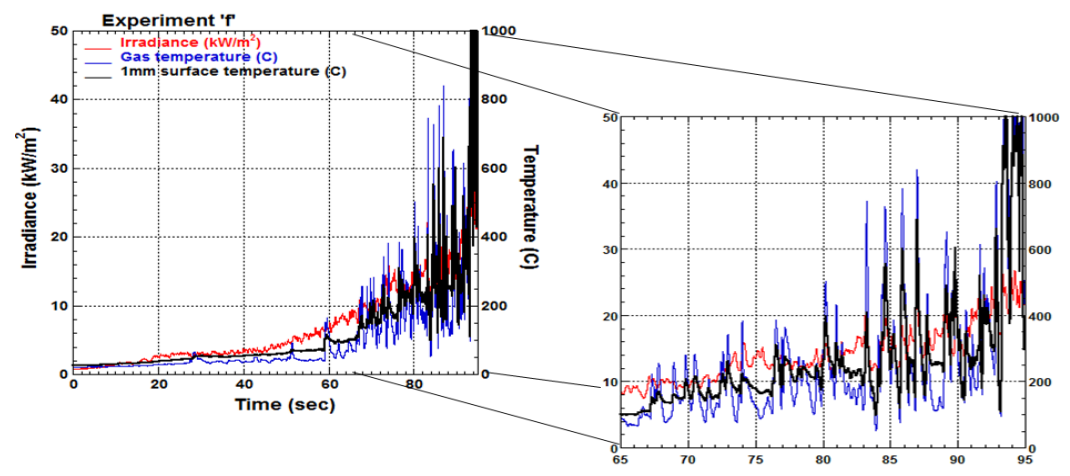 Experiment 'f'
Irradiance (kW/m2)
Gas temperature (C)
1mm surface temperature (C)
50
40
30
20
10
0
1000
800
600
400
200
0
Irradiance (kW/m2)
Temperature (C)
0 20 40 60 80
Time (sec)
50
40
30
20
10
0
1000
800
600
400
200
0
65 70 75 80 85 90 95